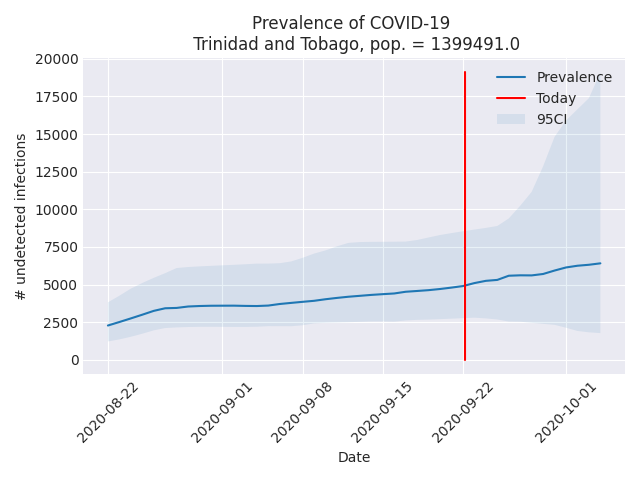 Prevalence of COVID-19
Trinidad and Tobago, pop. = 1399491.0
20000
17500
15000
12500
10000
7500
5000
2500
0
# undetected infections
Prevalence
Today
95CI
2020-08-22
2020-09-01
2020-09-08
2020-09-15
2020-09-22
2020-10-01
Date